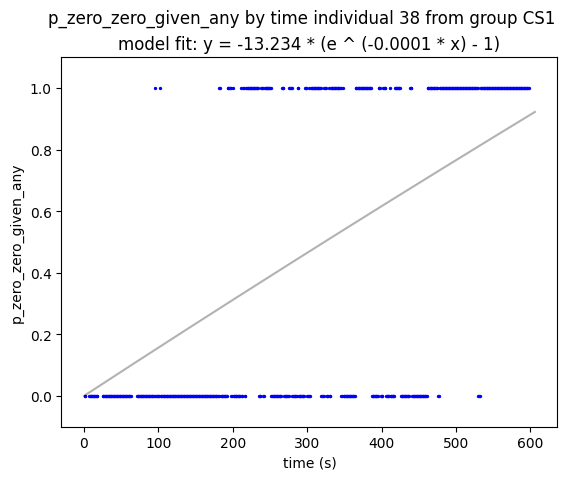 p_zero_zero_given_any by time individual 38 from group CS1
model fit: y = -13.234 * (e ^ (-0.0001 * x) - 1)
p_zero_zero_given_any
1.0
0.8
0.6
0.4
0.2
0.0
0 100 200 300 400 500 600
time (s)